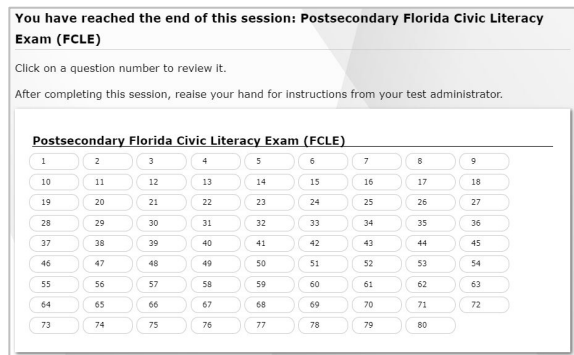 You have reached the end of this session: Postsecondary Florida Civic Literacy
Exam (FCLE)
Click on a question number to review it.
After completing this session, reaise your hand for instructions from your test administrator.
Postsecondary Florida Civic Literacy Exam (FCLE)
1 2 3 4 5 6 7 8 9
10 11 12 13 14 15 16 17 18
19 20 21 22 23 24 25 26 27
28 29 30 31 32 33 34 35 36
37 38 39 40 41 42 43 44 45
46 47 48 49 50 51 52 53 54
55 56 57 58 59 60 61 62 63
64 65 66 67 68 69 70 71 72
73 74 75 76 77 78 79 80